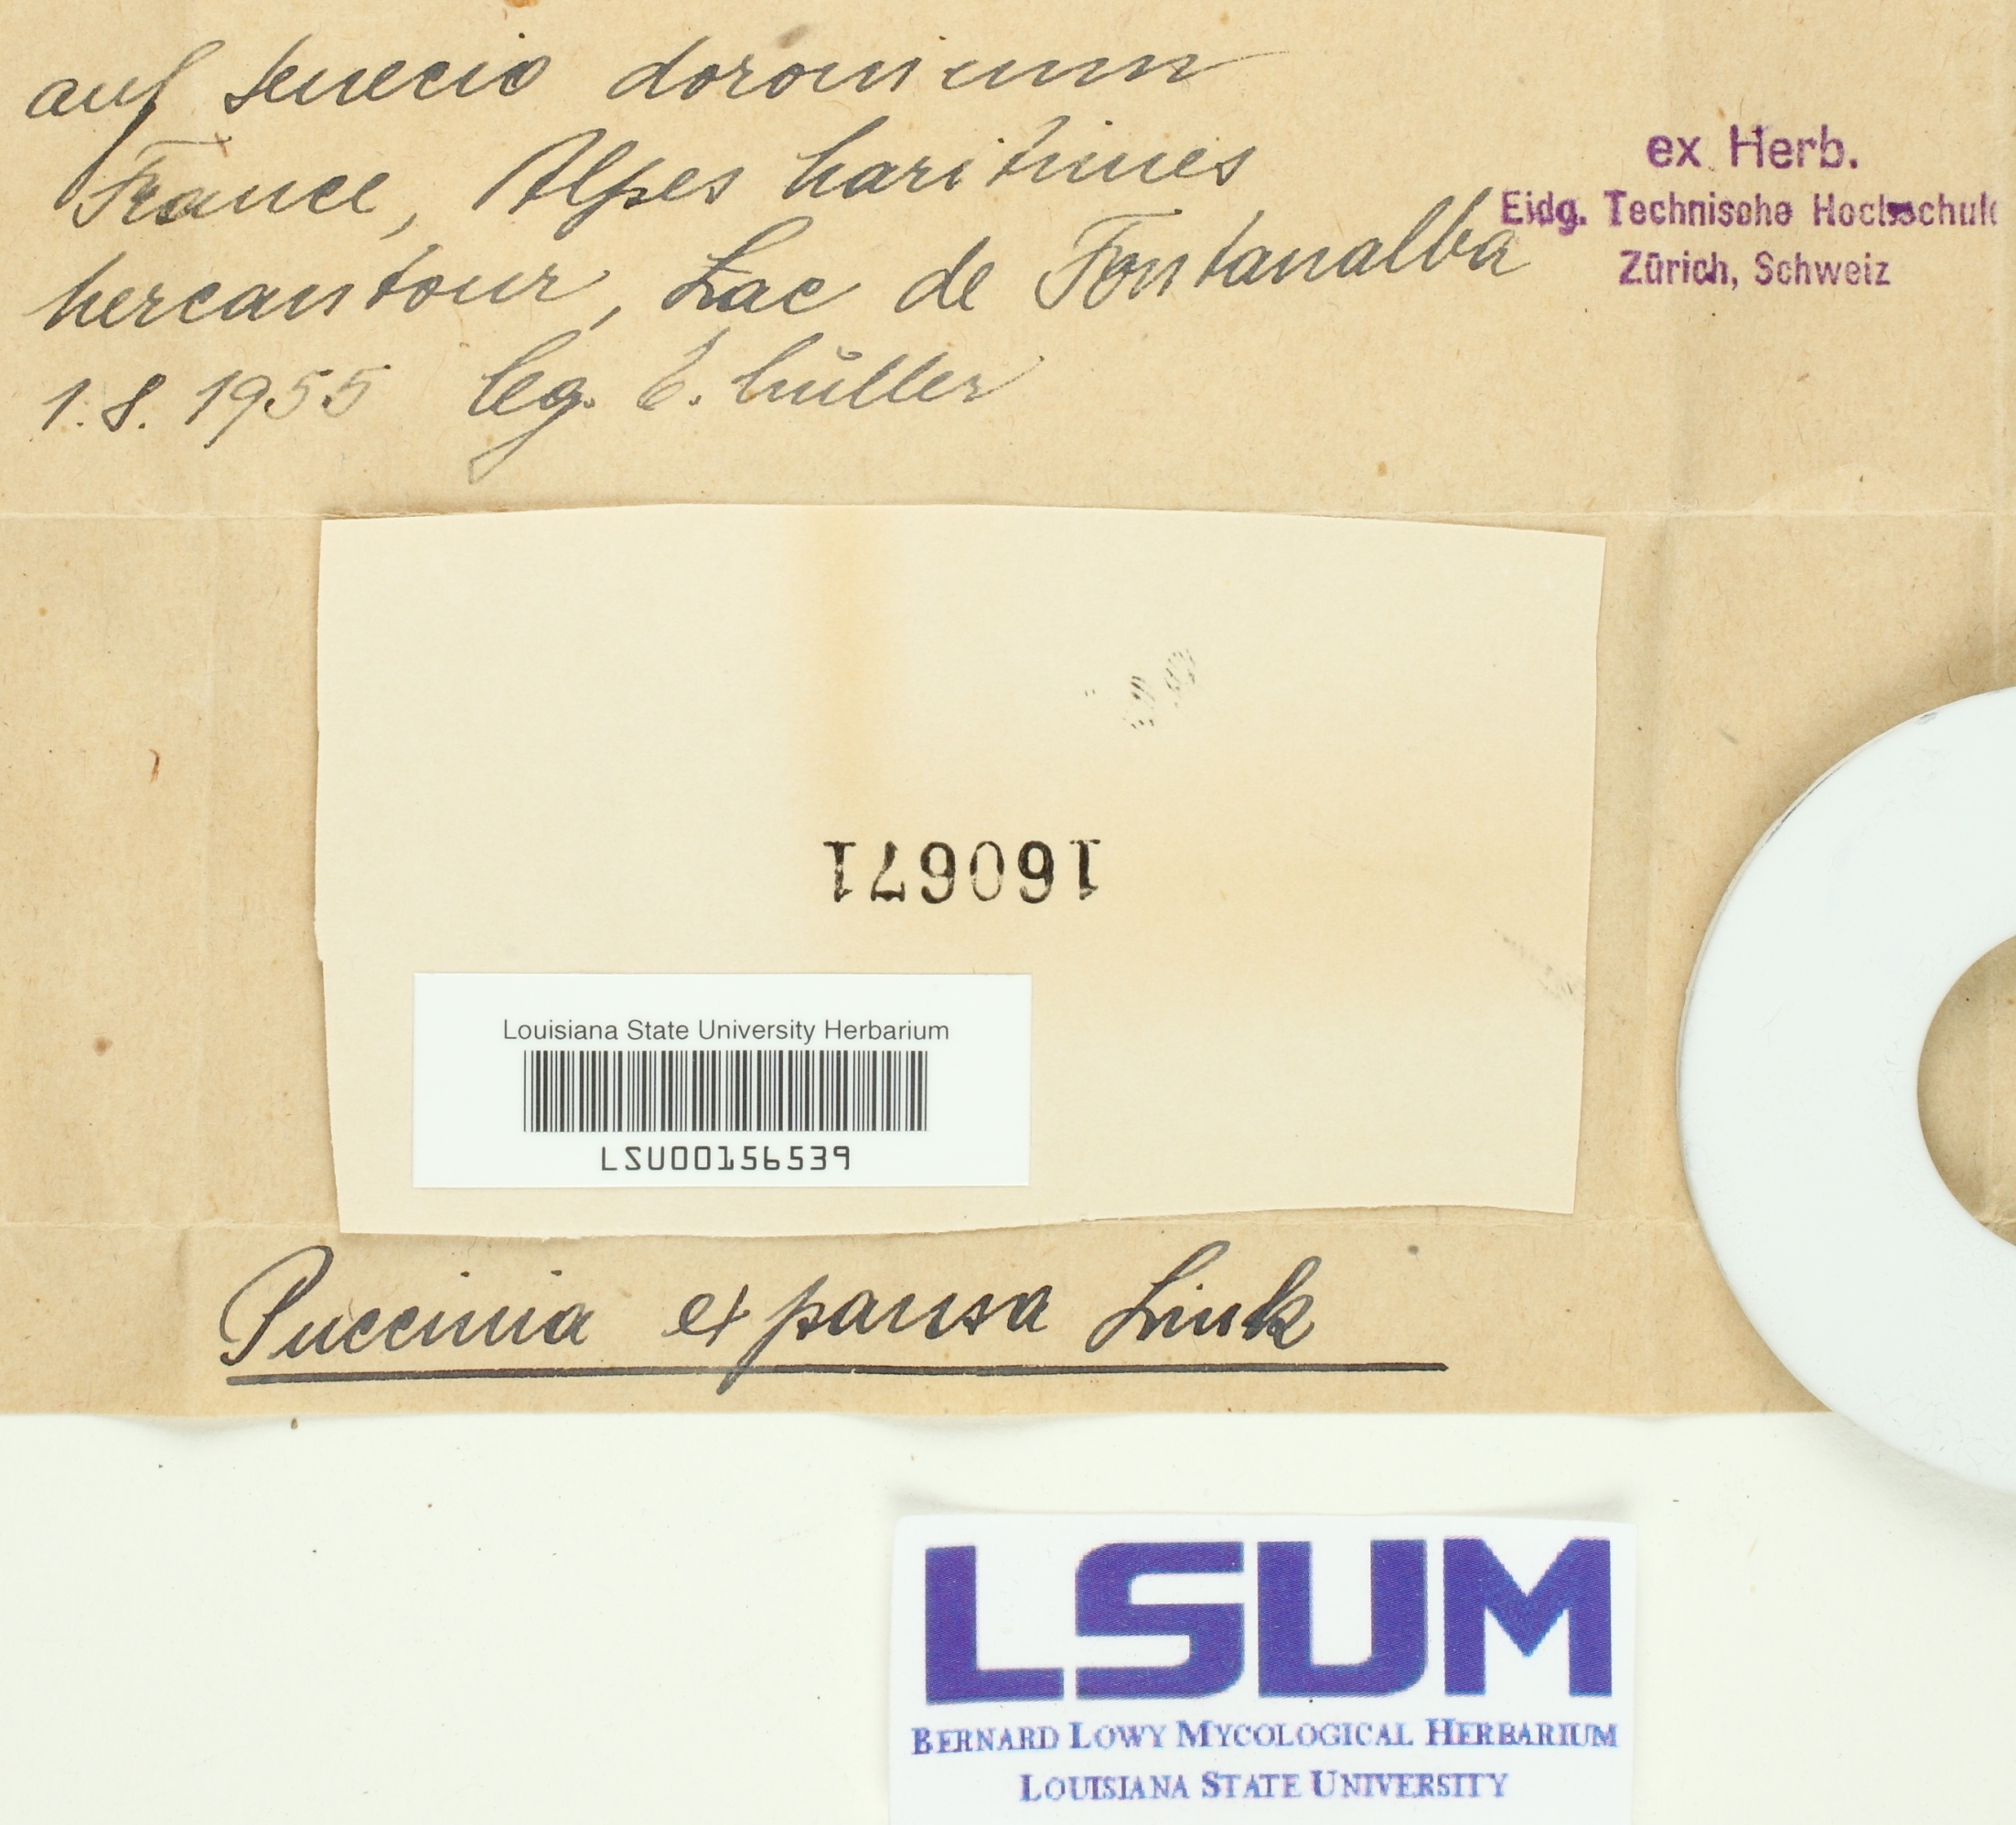 auf Senecio doronicum
France, Alpes Maritimes
Mercantour, Lac de Fontanalba
1.8.1955 leg. E. Müller
ex Herb.
Eidg. Technische Hochschule
Zürich, Schweiz
160671
Louisiana State University Herbarium
LSU00156539
Puccinia expansa Link
LSUM
BERNARD LOWY MYCOLOGICAL HERBARIUM
LOUISIANA STATE UNIVERSITY